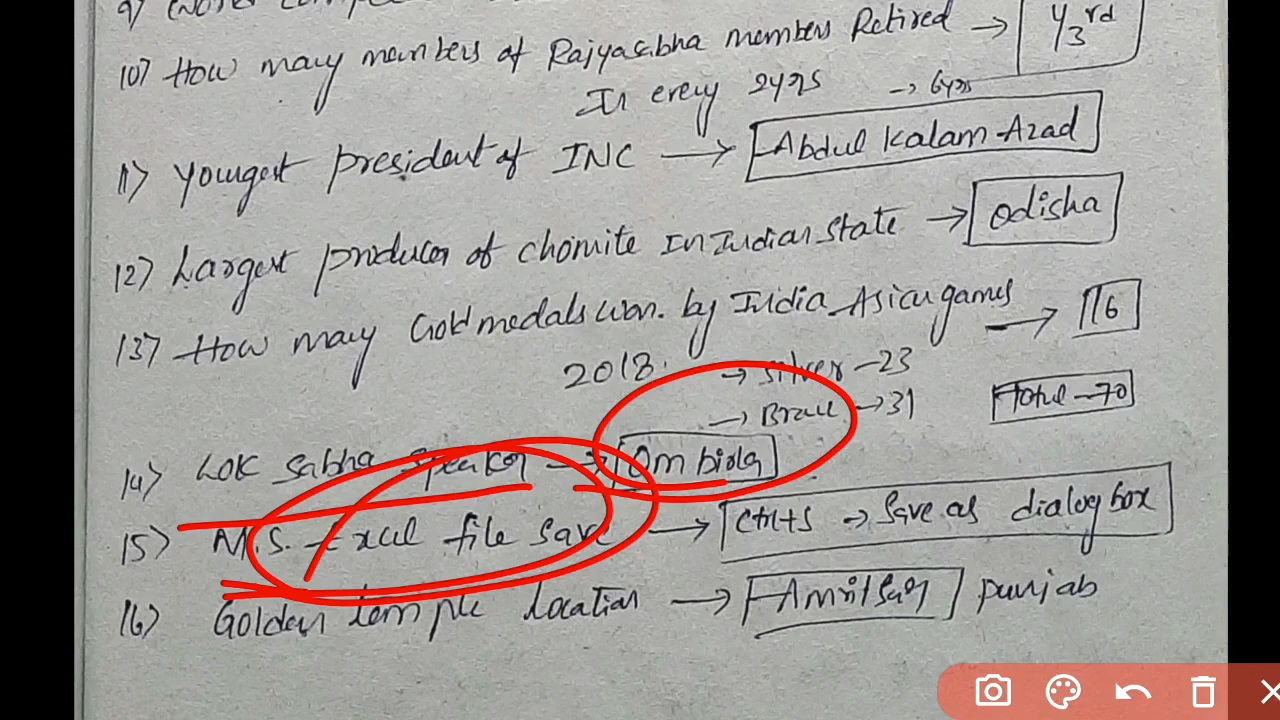 10) How many members of Rajyasabha members Retired → 1/3rd
In every 2yrs → 6yrs
11) Youngest president of INC → Abdul Kalam Azad
12) Largest producer of chomite In Indian state → Odisha
13) How many Gold medals won. by India Asian games → 16
2018. → silver - 23
→ → 31 Total - 70
14) Lok Sabha speaker → Om birla
15) M.S. Excel file save → Ctrl+S → Save as dialog box
16) Golden temple location → Amritsar punjab